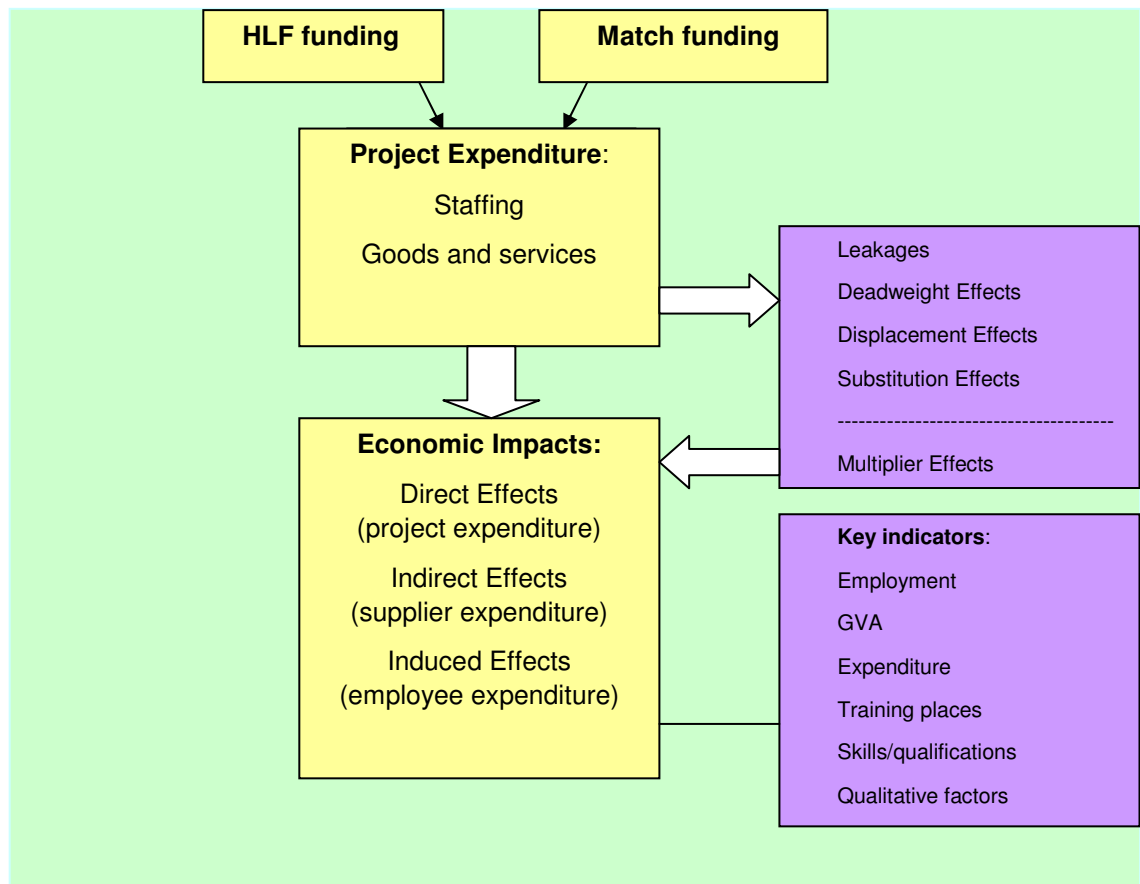 HLF funding
Match funding
Project Expenditure:
Staffing
Goods and services
Leakages
Deadweight Effects
Displacement Effects
Substitution Effects
----------------------------------------
Multiplier Effects
Economic Impacts:
Direct Effects
(project expenditure)
Indirect Effects
(supplier expenditure)
Induced Effects
(employee expenditure)
Key indicators:
Employment
GVA
Expenditure
Training places
Skills/qualifications
Qualitative factors